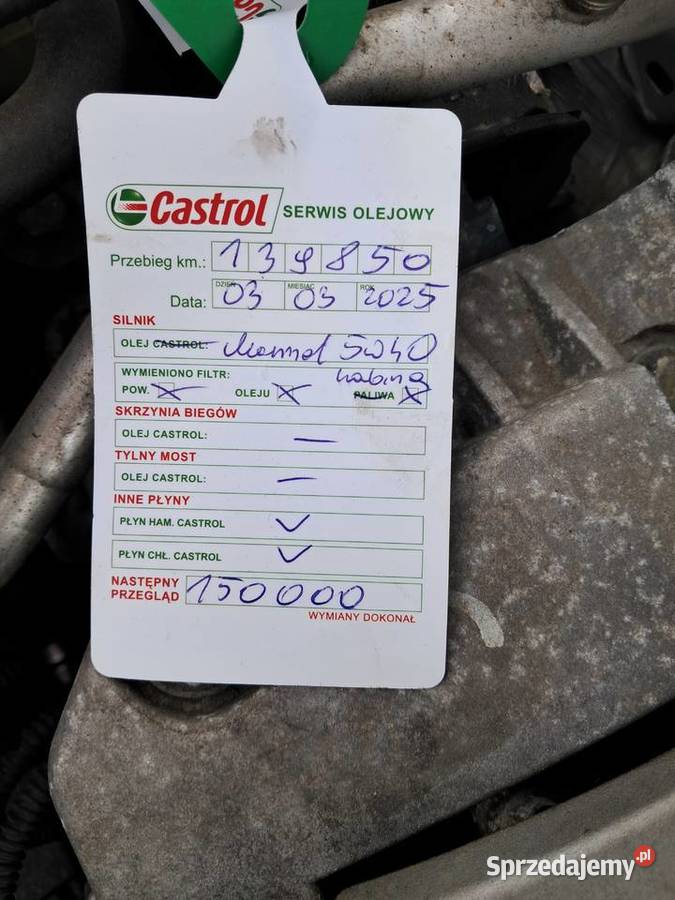 Castrol SERWIS OLEJOWY
Przebieg km.: 139850
DZIEŃ MIESIĄC ROK
Data: 03 03 2025
SILNIK
OLEJ CASTROL: Mannol 5W40
WYMIENIONO FILTR: kabina
POW. X OLEJU X PALIWA X
SKRZYNIA BIEGÓW
OLEJ CASTROL: —
TYLNY MOST
OLEJ CASTROL: —
INNE PŁYNY
PŁYN HAM. CASTROL ✓
PŁYN CHŁ. CASTROL ✓
NASTĘPNY
PRZEGLĄD 150000
WYMIANY DOKONAŁ
Sprzedajemy.pl